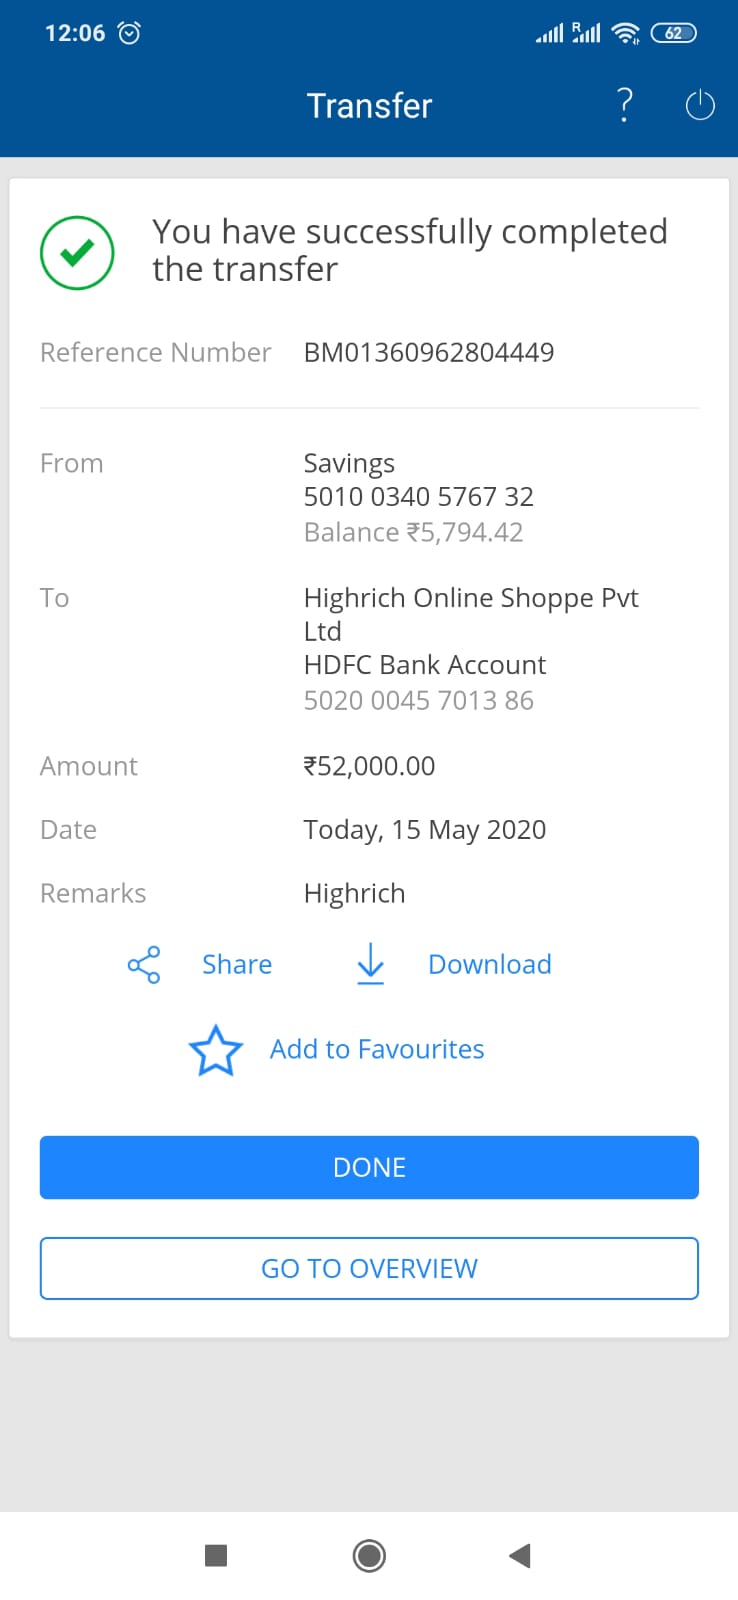 12:06
R
62
Transfer
?
You have successfully completed
the transfer
Reference Number BM01360962804449
From Savings
5010 0340 5767 32
Balance ₹5,794.42
To Highrich Online Shoppe Pvt
Ltd
HDFC Bank Account
5020 0045 7013 86
Amount ₹52,000.00
Date Today, 15 May 2020
Remarks Highrich
Share Download
Add to Favourites
DONE
GO TO OVERVIEW